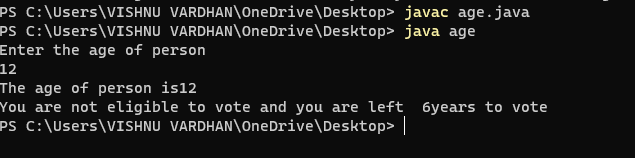 PS C:\Users\VISHNU VARDHAN\OneDrive\Desktop> javac age.java
PS C:\Users\VISHNU VARDHAN\OneDrive\Desktop> java age
Enter the age of person
12
The age of person is12
You are not eligible to vote and you are left  6years to vote
PS C:\Users\VISHNU VARDHAN\OneDrive\Desktop>